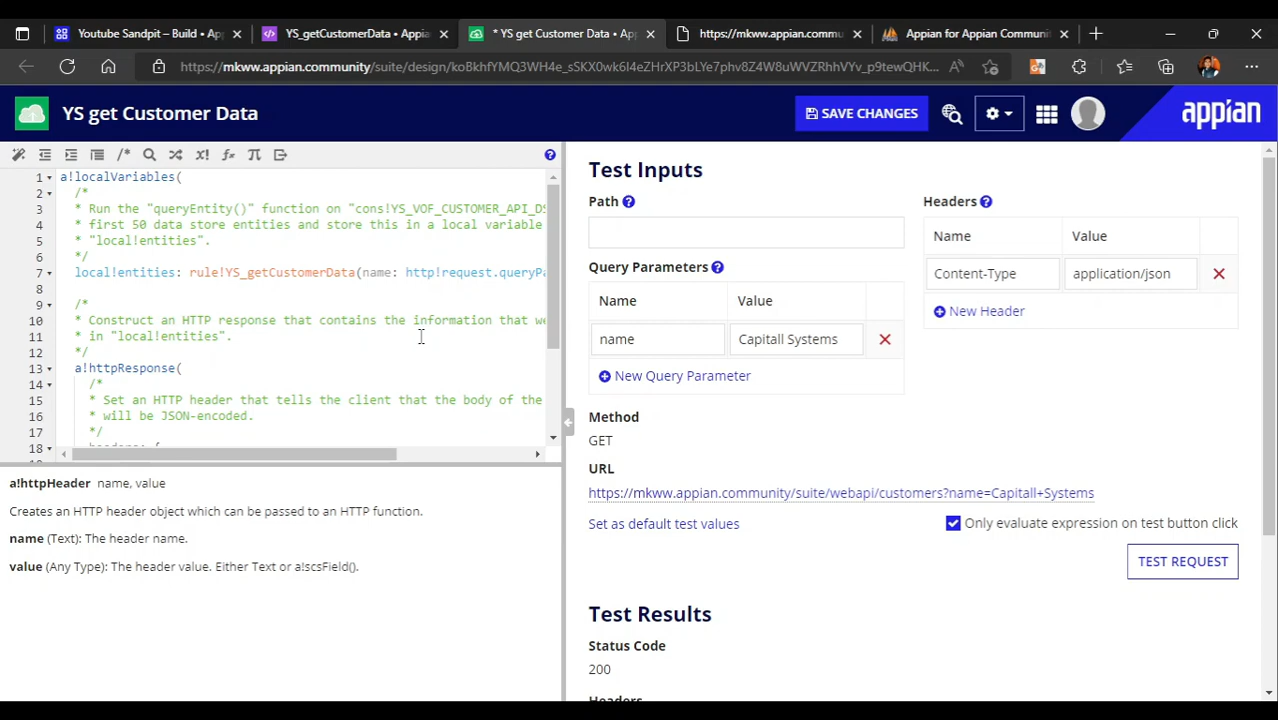 Youtube Sandpit – Build • Ap
YS_getCustomerData • Appia
* YS get Customer Data • Ap
https://mkww.appian.commu
Appian for Appian Communi
https://mkww.appian.community/suite/design/koBkhfYMQ3WH4e_sSKX0wk6I4eZHrXP3bLYe7phv8Z4W8uWVZRhhVYv_p9tewQHK...
YS get Customer Data
SAVE CHANGES
appian
1 a!localVariables(
2 /*
3 * Run the "queryEntity()" function on "cons!YS_VOF_CUSTOMER_API_DS
4 * first 50 data store entities and store this in a local variable
5 * "local!entities".
6 */
7 local!entities: rule!YS_getCustomerData(name: http!request.queryPa
8
9 /*
10 * Construct an HTTP response that contains the information that we
11 * in "local!entities".
12 */
13 a!httpResponse(
14 /*
15 * Set an HTTP header that tells the client that the body of the
16 * will be JSON-encoded.
17 */
18 headers: {
a!httpHeader name, value
Creates an HTTP header object which can be passed to an HTTP function.
name (Text): The header name.
value (Any Type): The header value. Either Text or a!scsField().
Test Inputs
Path
Query Parameters
Name Value
name Capitall Systems
New Query Parameter
Headers
Name Value
Content-Type application/json
New Header
Method
GET
URL
https://mkww.appian.community/suite/webapi/customers?name=Capitall+Systems
Set as default test values
Only evaluate expression on test button click
TEST REQUEST
Test Results
Status Code
200
Headers